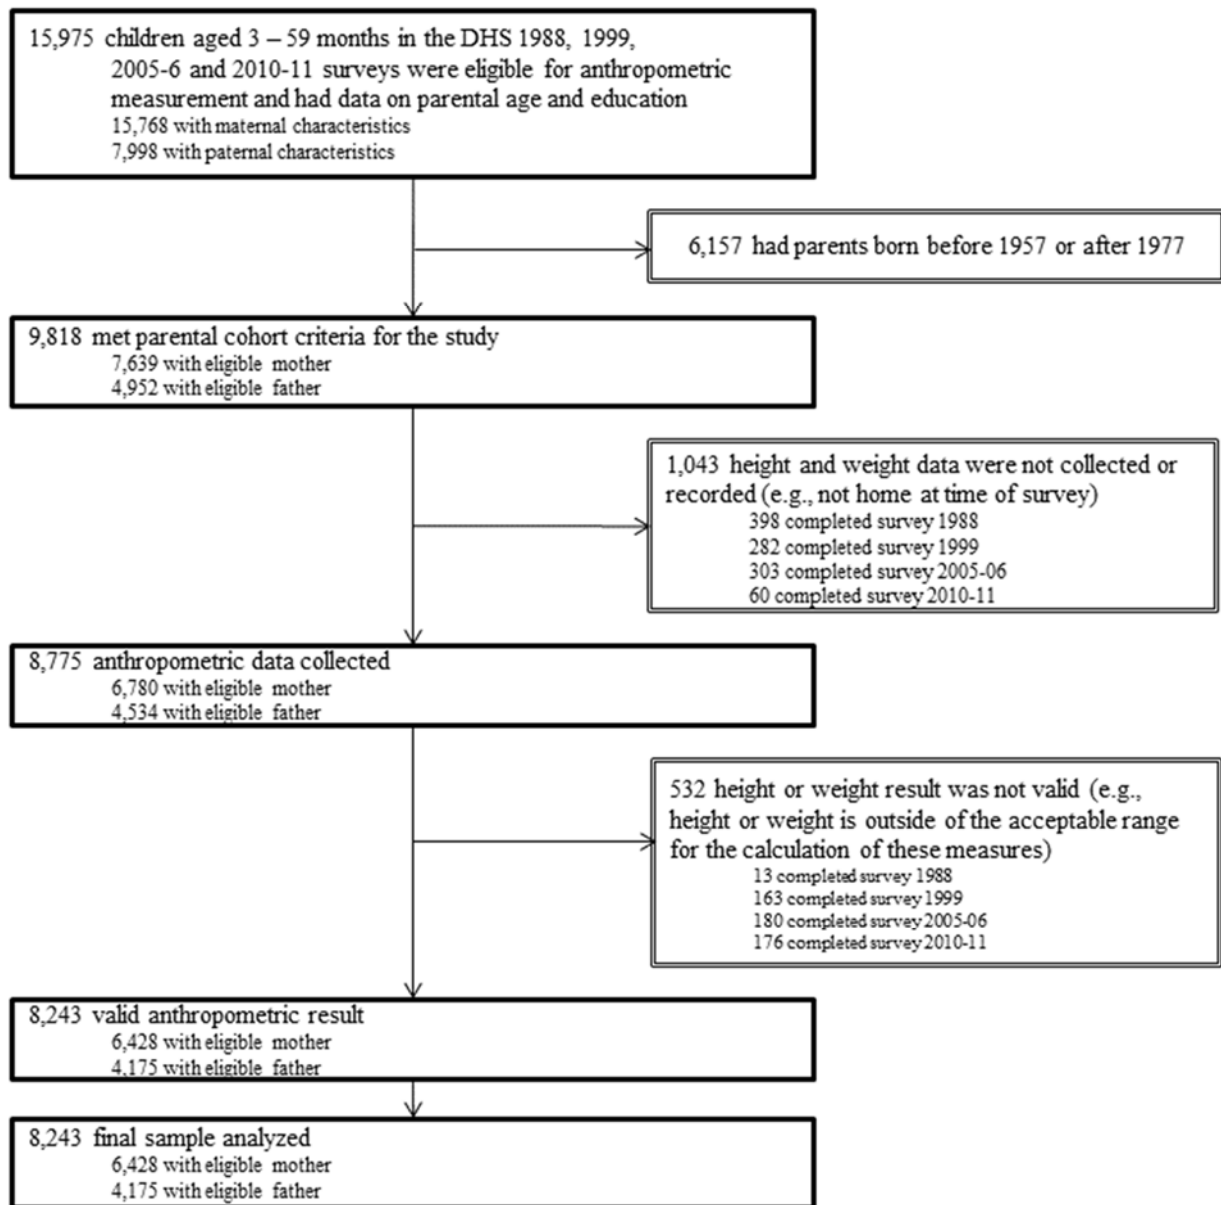 15,975 children aged 3 – 59 months in the DHS 1988, 1999,
2005-6 and 2010-11 surveys were eligible for anthropometric
measurement and had data on parental age and education
15,768 with maternal characteristics
7,998 with paternal characteristics
6,157 had parents born before 1957 or after 1977
9,818 met parental cohort criteria for the study
7,639 with eligible mother
4,952 with eligible father
1,043 height and weight data were not collected or
recorded (e.g., not home at time of survey)
398 completed survey 1988
282 completed survey 1999
303 completed survey 2005-06
60 completed survey 2010-11
8,775 anthropometric data collected
6,780 with eligible mother
4,534 with eligible father
532 height or weight result was not valid (e.g.,
height or weight is outside of the acceptable range
for the calculation of these measures)
13 completed survey 1988
163 completed survey 1999
180 completed survey 2005-06
176 completed survey 2010-11
8,243 valid anthropometric result
6,428 with eligible mother
4,175 with eligible father
8,243 final sample analyzed
6,428 with eligible mother
4,175 with eligible father